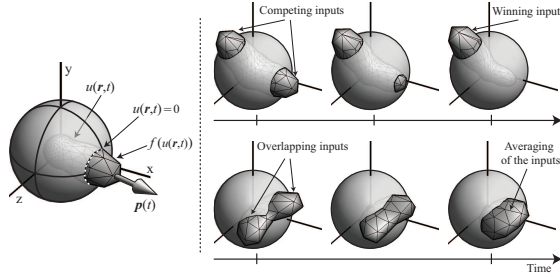 y
u(r,t)
u(r,t)=0
f(u(r,t))
x
z
p(t)
Competing inputs
Winning input
Overlapping inputs
Averaging
of the inputs
Time